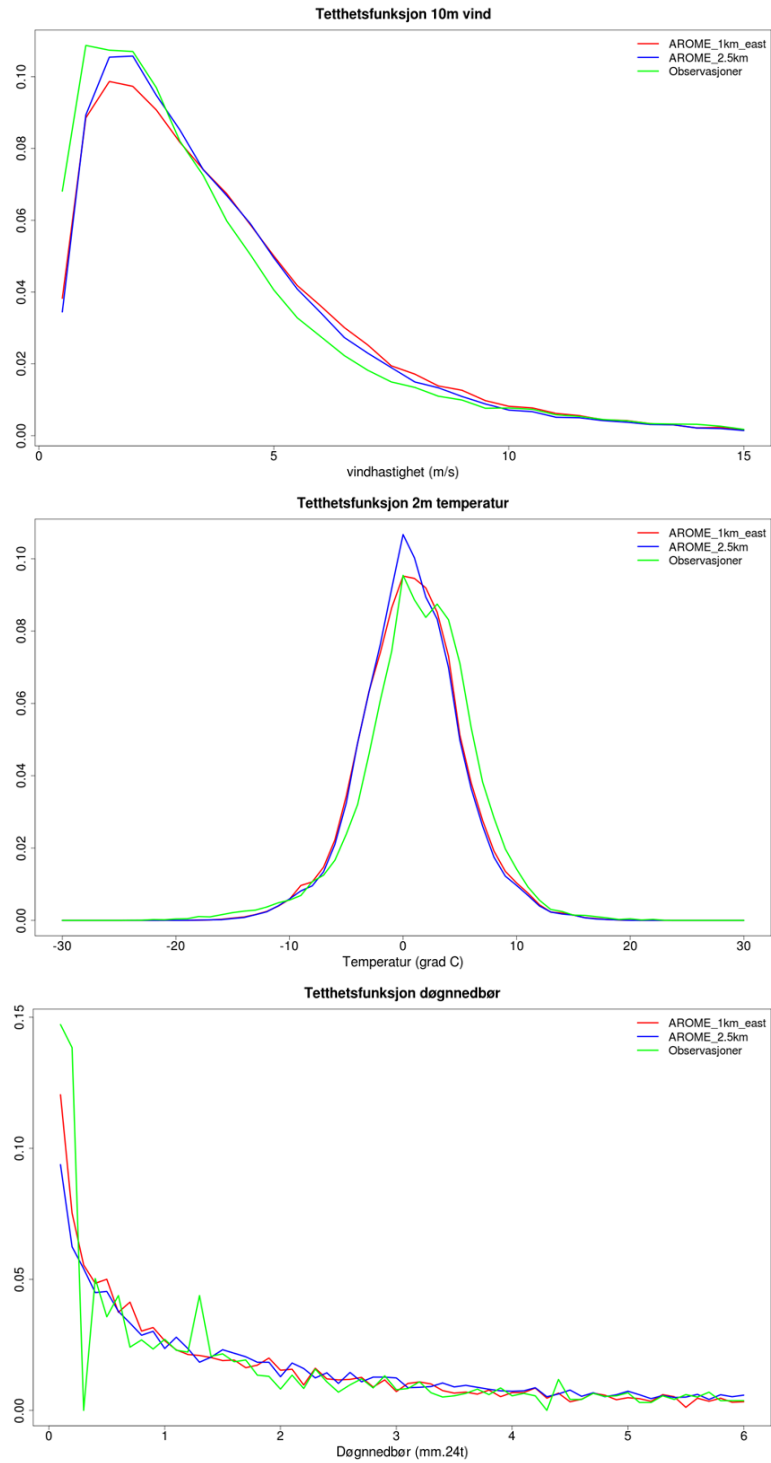 Tetthetsfunksjon 10m vind
AROME_1km_east
AROME_2.5km
Observasjoner
0.10
0.08
0.06
0.04
0.02
0.00
0 5 10 15
vindhastighet (m/s)
Tetthetsfunksjon 2m temperatur
AROME_1km_east
AROME_2.5km
Observasjoner
0.10
0.08
0.06
0.04
0.02
0.00
-30 -20 -10 0 10 20 30
Temperatur (grad C)
Tetthetsfunksjon døgnnedbør
AROME_1km_east
AROME_2.5km
Observasjoner
0.15
0.10
0.05
0.00
0 1 2 3 4 5 6
Døgnnedbør (mm.24t)